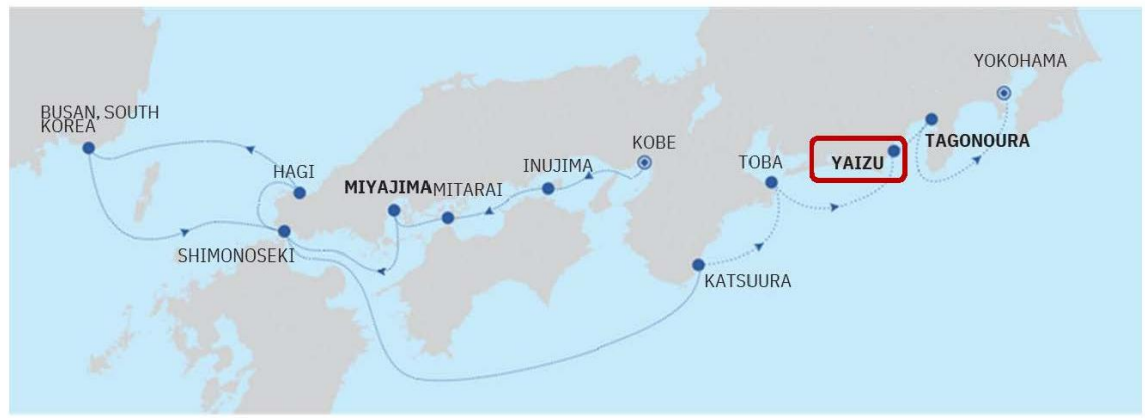 YOKOHAMA
BUSAN, SOUTH
KOREA
TAGONOURA
KOBE
YAIZU
TOBA
INUJIMA
HAGI
MIYAJIMA
MITARAI
SHIMONOSEKI
KATSUURA